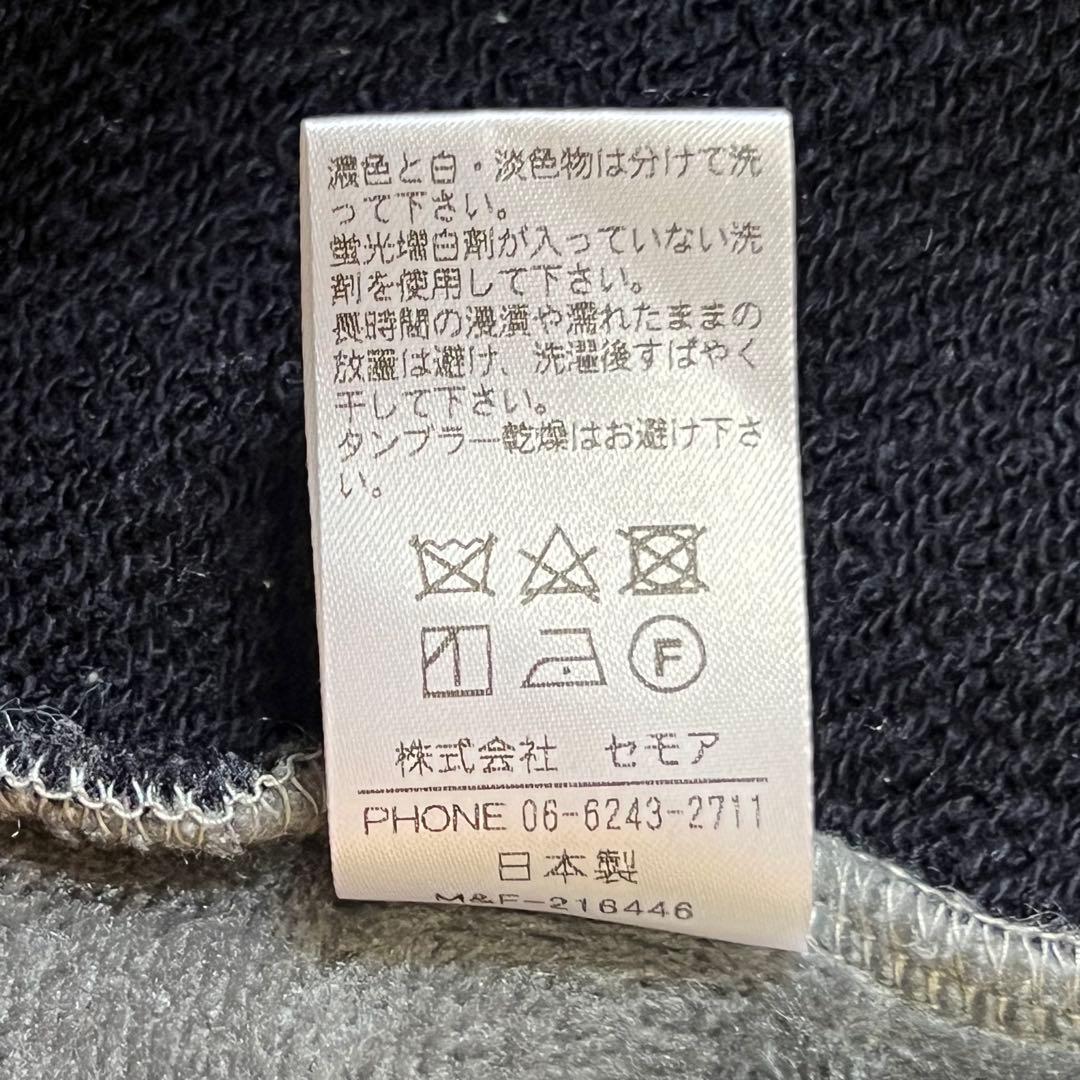 濃色と白・淡色物は分けて洗
って下さい。
蛍光増白剤が入っていない洗
剤を使用して下さい。
長時間の浸漬や濡れたままの
放置は避け、洗濯後すばやく
干して下さい。
タンブラー乾燥はお避け下さ
い。
F
株式会社 セモア
PHONE 06-6243-2711
日本製
M&F-216446